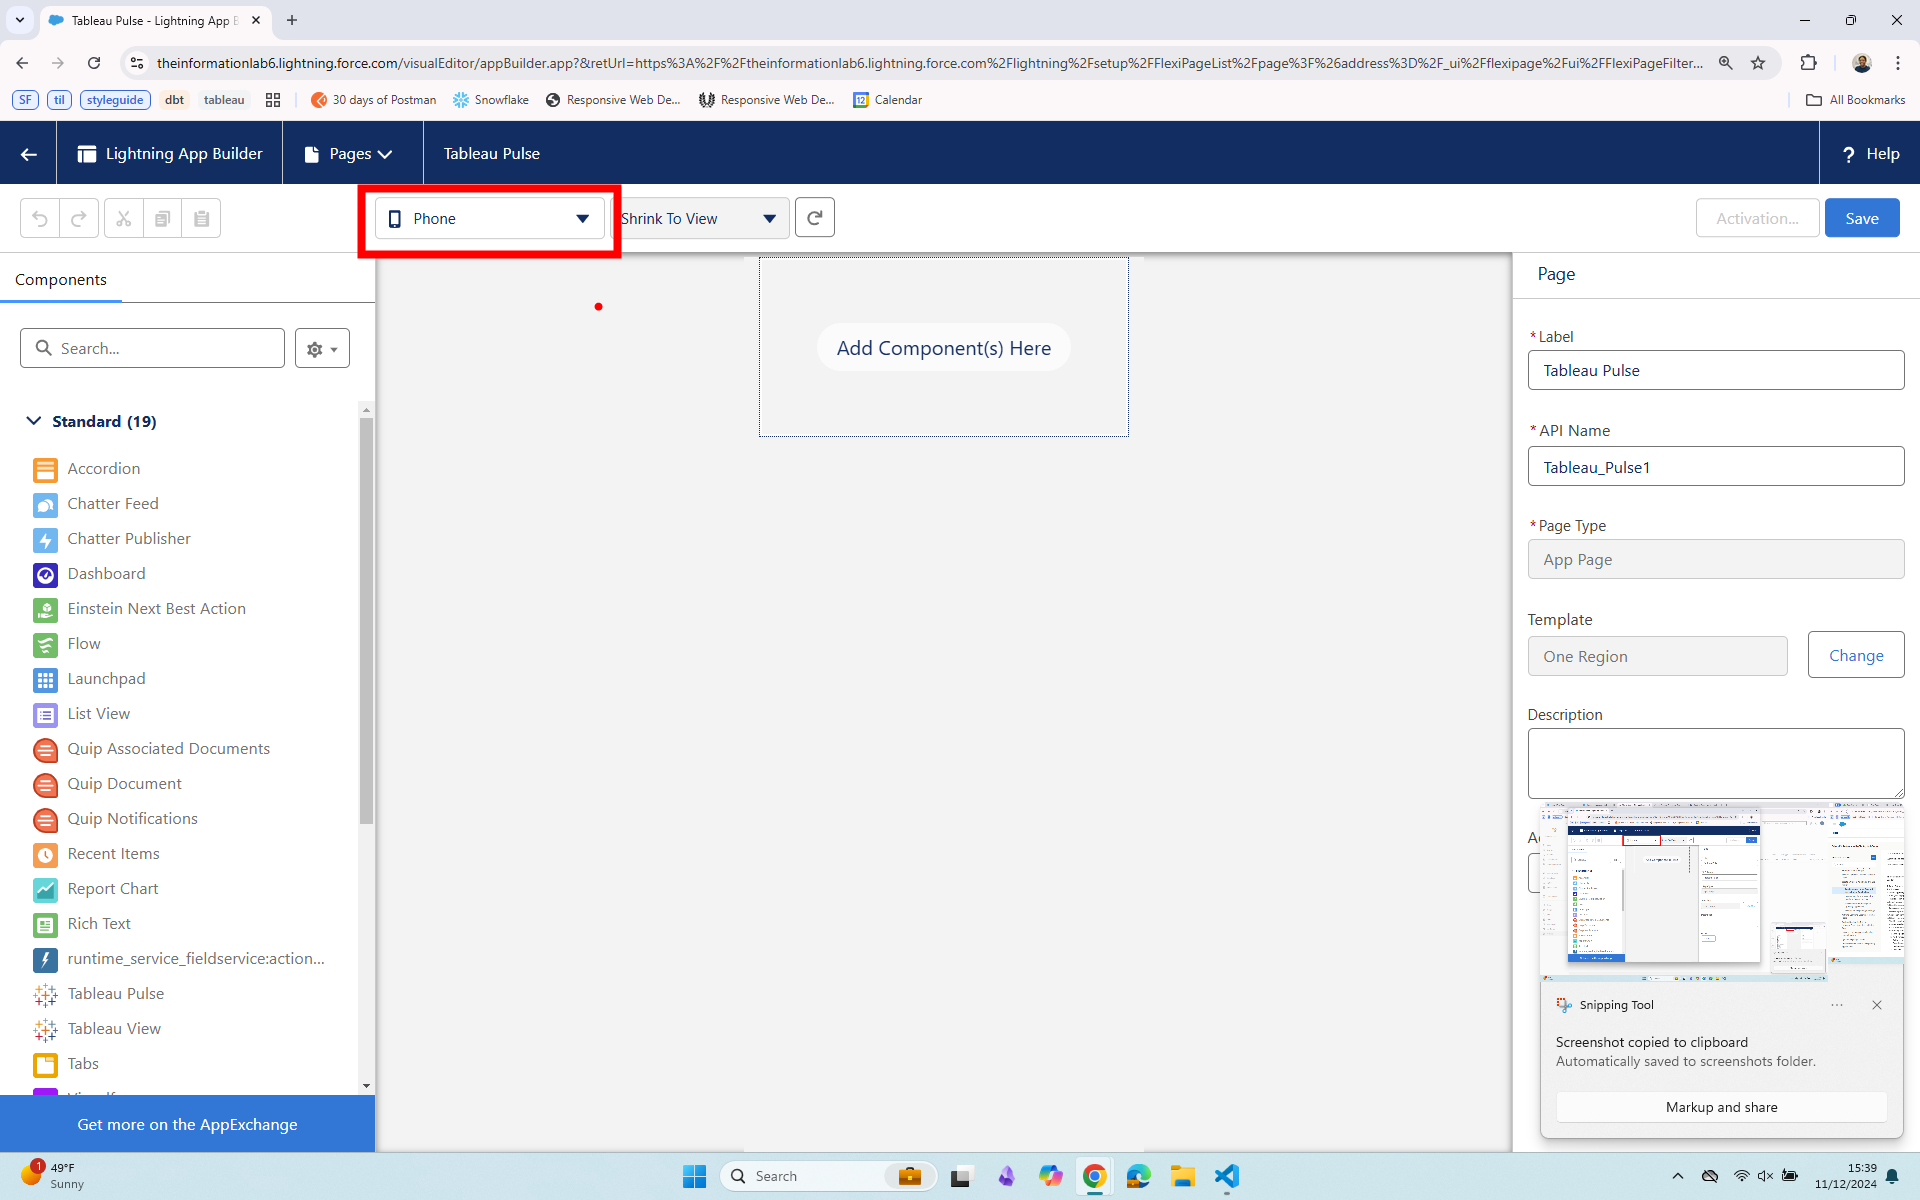 Tableau Pulse - Lightning App B
theinformationlab6.lightning.force.com/visualEditor/appBuilder.app?&retUrl=https%3A%2F%2Ftheinformationlab6.lightning.force.com%2Flightning%2Fsetup%2FFlexiPageList%2Fpage%3F%26address%3D%2F_ui%2Fflexipage%2Fui%2FFlexiPageFilter...
SF
til
styleguide
dbt
tableau
30 days of Postman
Snowflake
Responsive Web De...
Responsive Web De...
12
Calendar
All Bookmarks
Lightning App Builder
Pages
Tableau Pulse
? Help
Phone
Shrink To View
Activation...
Save
Components
Search...
Standard (19)
Accordion
Chatter Feed
Chatter Publisher
Dashboard
Einstein Next Best Action
Flow
Launchpad
List View
Quip Associated Documents
Quip Document
Quip Notifications
Recent Items
Report Chart
Rich Text
runtime_service_fieldservice:action...
Tableau Pulse
Tableau View
Tabs
Get more on the AppExchange
Add Component(s) Here
Page
*Label
Tableau Pulse
*API Name
Tableau_Pulse1
*Page Type
App Page
Template
One Region
Change
Description
Snipping Tool
Screenshot copied to clipboard
Automatically saved to screenshots folder.
Markup and share
1
49°F
Sunny
Search
15:39
11/12/2024